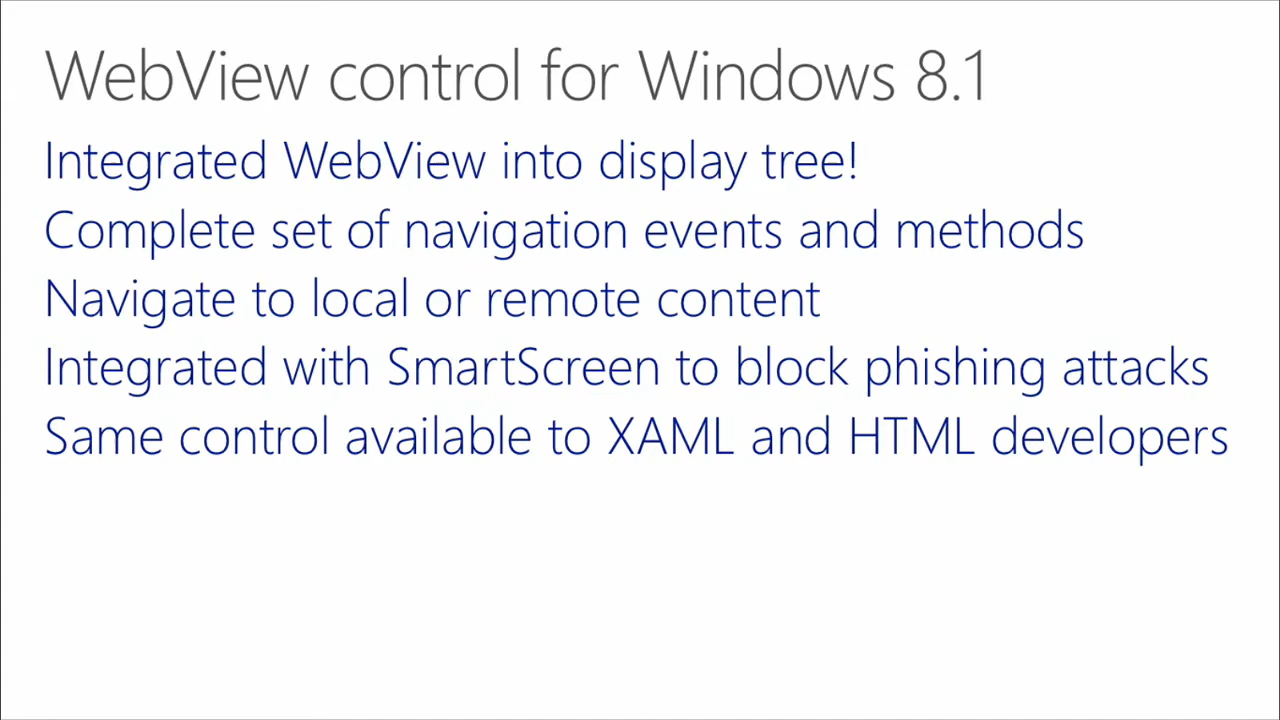 WebView control for Windows 8.1
Integrated WebView into display tree!
Complete set of navigation events and methods
Navigate to local or remote content
Integrated with SmartScreen to block phishing attacks
Same control available to XAML and HTML developers